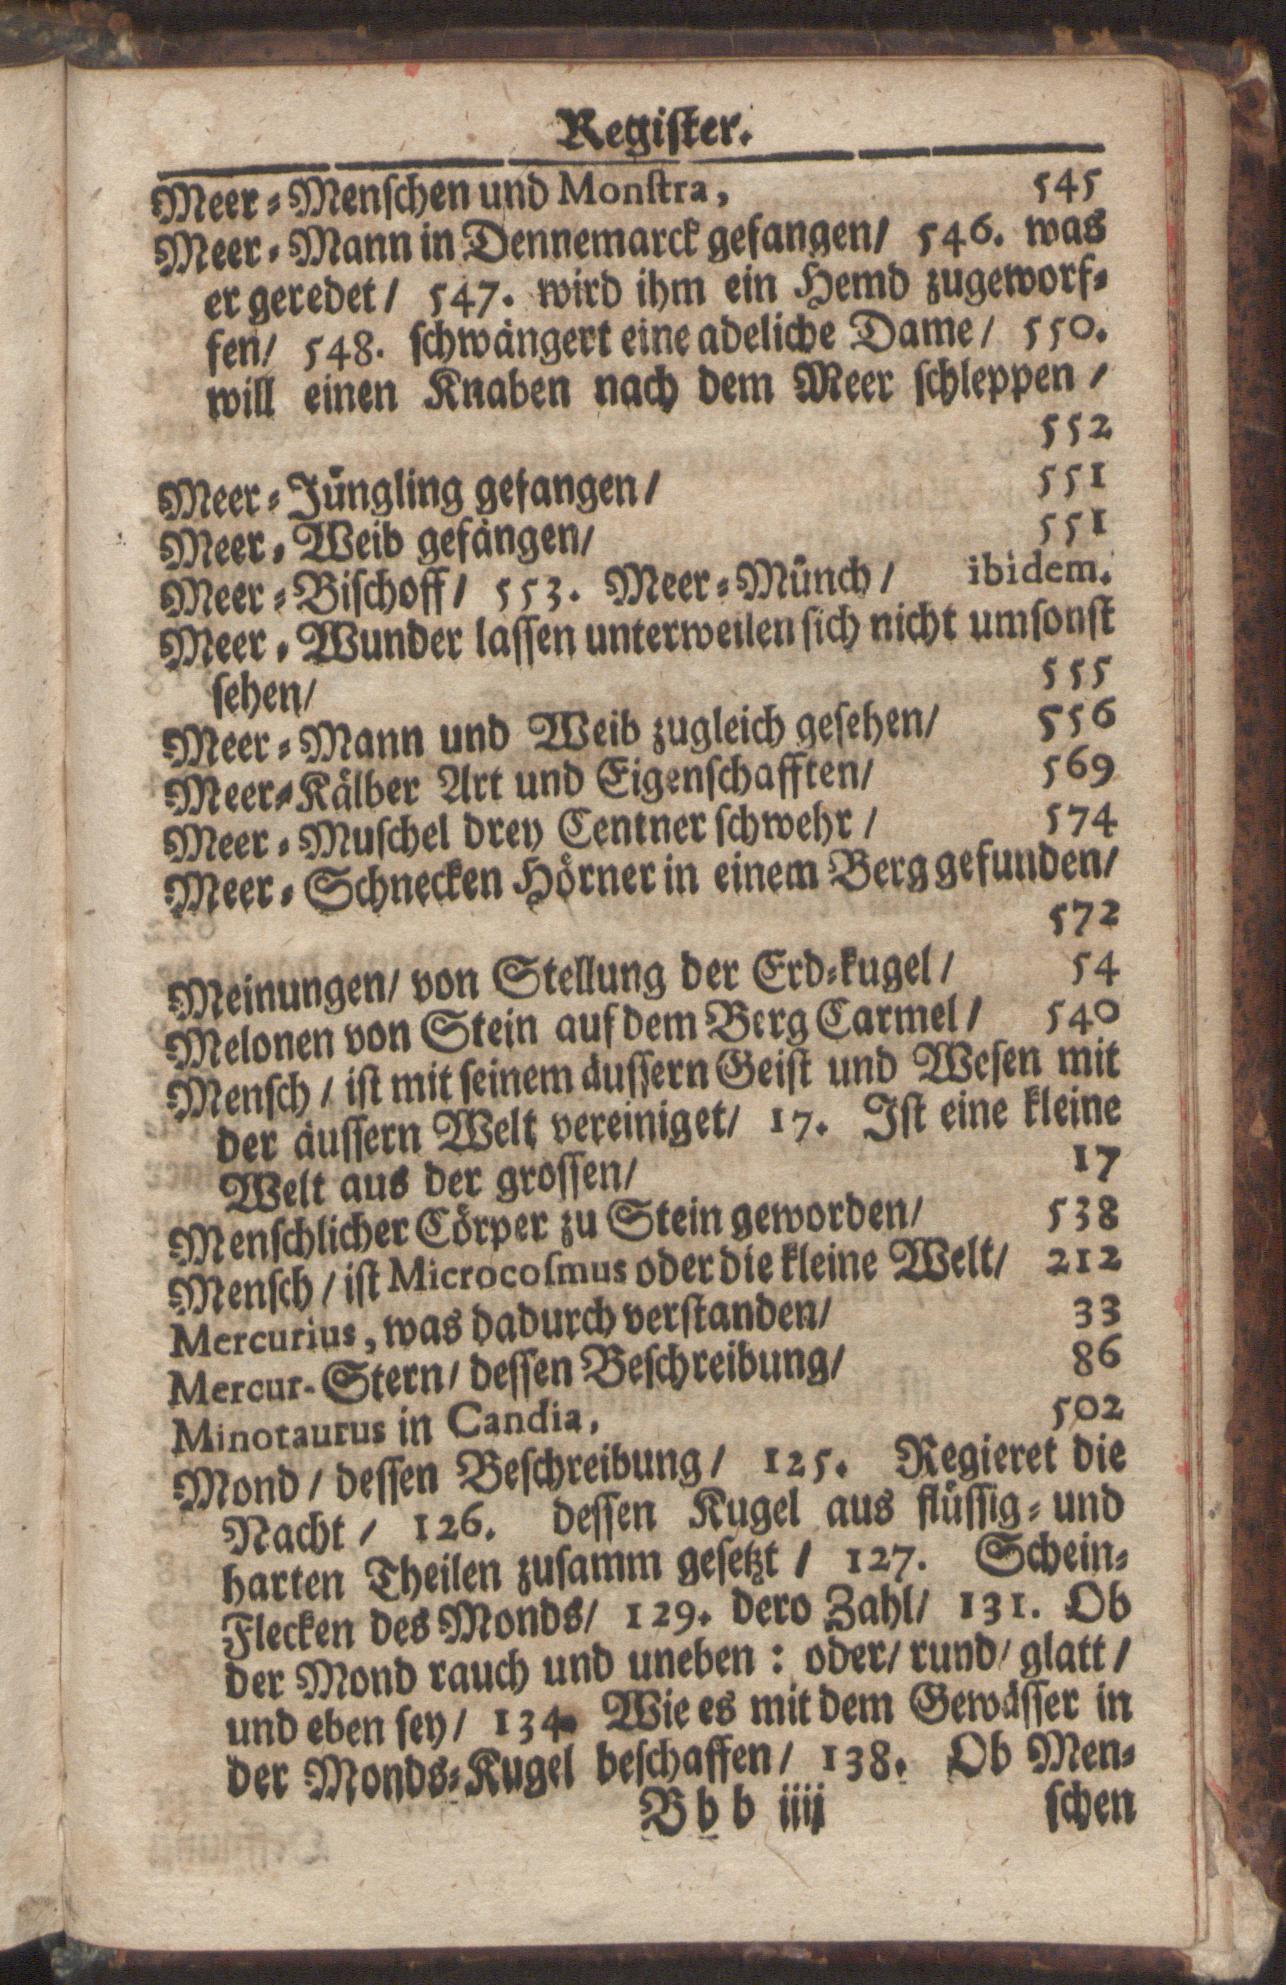 Register.
Meer-Menschen und Monstra, 545
Meer-Mann in Dennemarck gefangen/ 546. was
er geredet/ 547. wird ihm ein Hemd zugeworf-
fen/ 548. schwängert eine adeliche Dame/ 550.
will einen Knaben nach dem Meer schleppen/
552
Meer-Jüngling gefangen/ 551
Meer-Weib gefangen/ 551
Meer-Bischoff/ 553. Meer-Münch/ ibidem.
Meer-Wunder lassen unterweilen sich nicht umsonst
sehen/ 555
Meer-Mann und Weib zugleich gesehen/ 556
Meer-Kälber Art und Eigenschafften/ 569
Meer-Muschel drey Centner schwehr/ 574
Meer-Schnecken Hörner in einem Berg gefunden/
572
Meinungen/ von Stellung der Erd-kugel/ 54
Melonen von Stein auf dem Berg Carmel/ 540
Mensch/ ist mit seinem äussern Geist und Wesen mit
der äussern Welt vereiniget/ 17. Ist eine kleine
Welt aus der grossen/ 17
Menschlicher Cörper zu Stein geworden/ 538
Mensch/ ist Microcosmus oder die kleine Welt/ 212
Mercurius, was dadurch verstanden/ 33
Mercur-Stern/ dessen Beschreibung/ 86
Minotaurus in Candia, 502
Mond/ dessen Beschreibung/ 125. Regieret die
Nacht/ 126. dessen Kugel aus flüssig- und
harten Theilen zusamm gesetzt/ 127. Schein-
Flecken des Monds/ 129. dero Zahl/ 131. Ob
der Mond rauch und uneben: oder/ rund/ glatt/
und eben sey/ 134. Wie es mit dem Gewässer in
der Monds-Kugel beschaffen/ 138. Ob Men-
B b b iiij schen